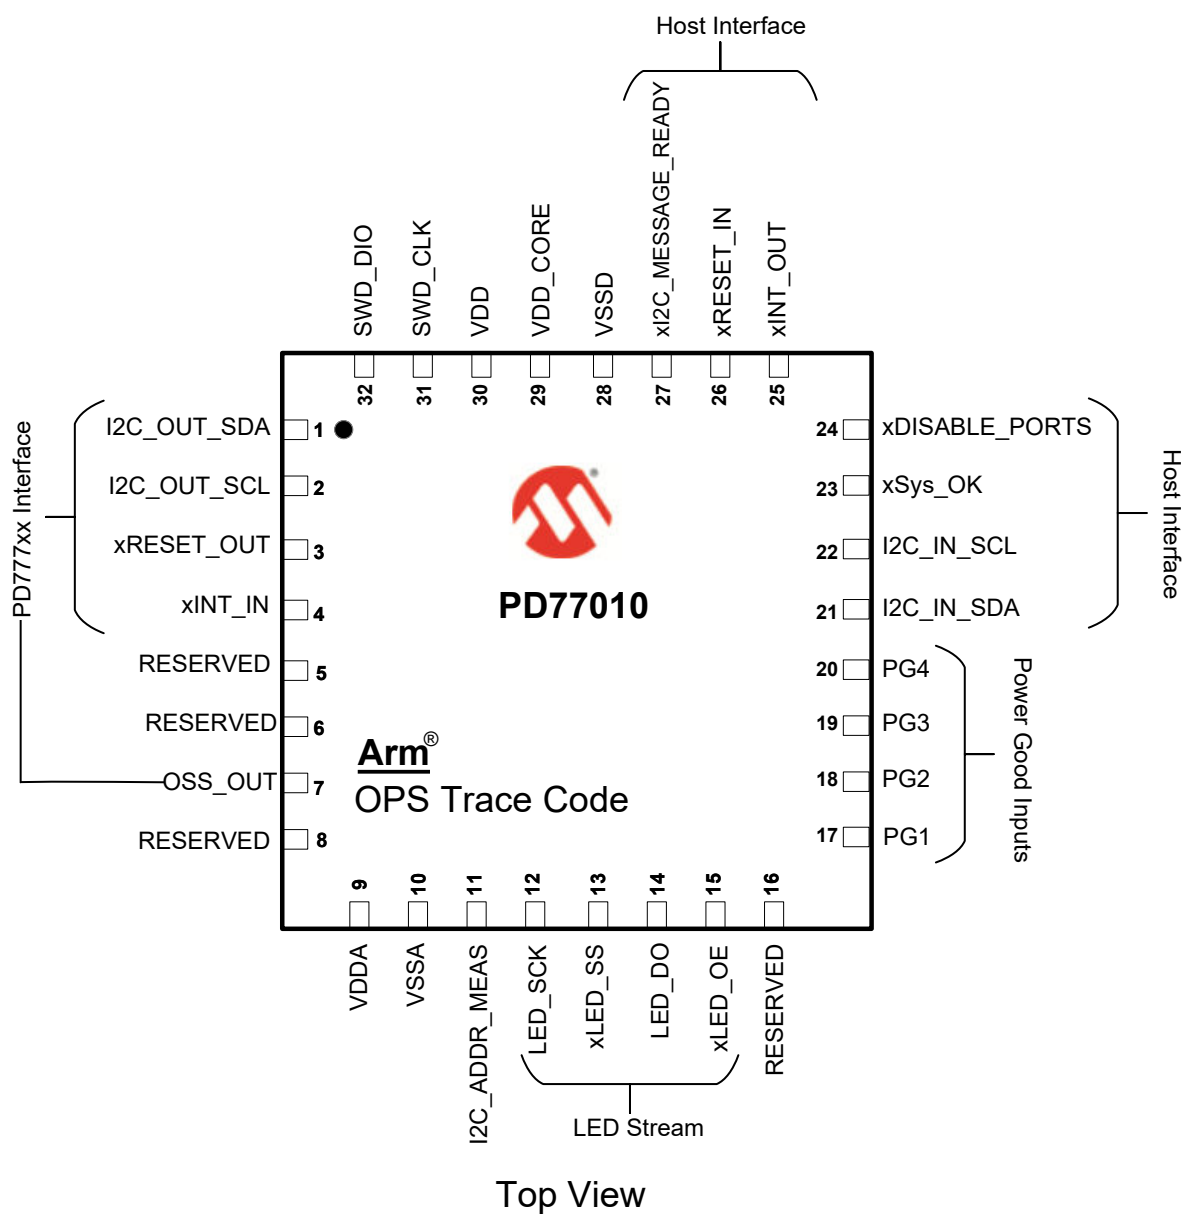 Host Interface
SWD_DIO
SWD_CLK
VDD
VDD_CORE
VSSD
xI2C_MESSAGE_READY
xRESET_IN
xINT_OUT
32
31
30
29
28
27
26
25
PD777xx Interface
I2C_OUT_SDA 1
I2C_OUT_SCL 2
xRESET_OUT 3
xINT_IN 4
RESERVED 5
RESERVED 6
OSS_OUT 7
RESERVED 8
PD77010
Arm®
OPS Trace Code
24 xDISABLE_PORTS
23 xSys_OK
22 I2C_IN_SCL
21 I2C_IN_SDA
20 PG4
19 PG3
18 PG2
17 PG1
Host Interface
Power Good Inputs
9
10
11
12
13
14
15
16
VDDA
VSSA
I2C_ADDR_MEAS
LED_SCK
xLED_SS
LED_DO
xLED_OE
RESERVED
LED Stream
Top View